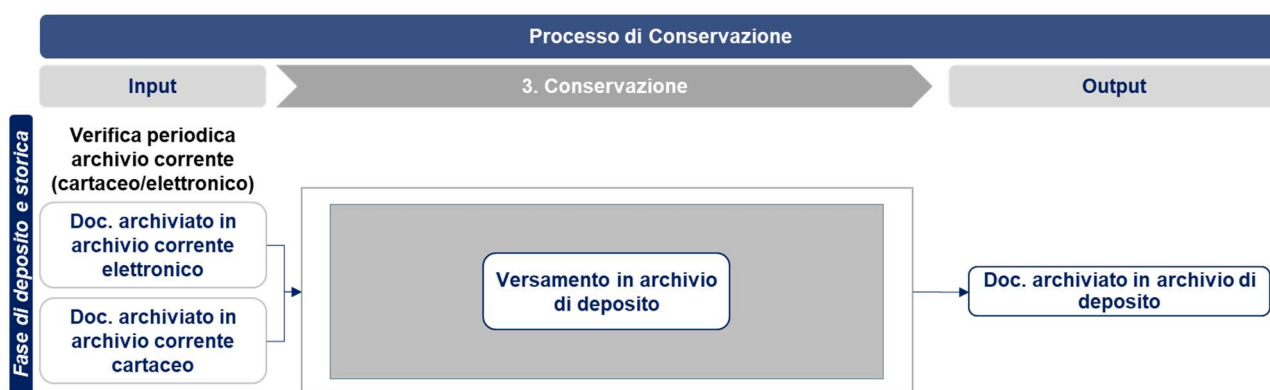 Processo di Conservazione
Input
3. Conservazione
Output
Fase di deposito e storica
Verifica periodica
archivio corrente
(cartaceo/elettronico)
Doc. archiviato in
archivio corrente
elettronico
Doc. archiviato in
archivio corrente
cartaceo
Versamento in archivio
di deposito
Doc. archiviato in archivio di
deposito